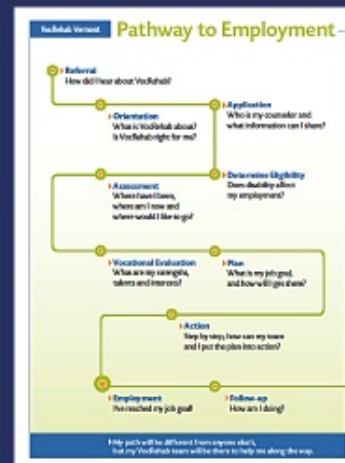 VocRehab Vermont
Pathway to Employment
Referral
How did I hear about VocRehab?
Orientation
What is VocRehab about?
Is VocRehab right for me?
Application
Who is my counselor and
what information can I share?
Assessment
Where have I been,
where am I now and
where would I like to go?
Determine Eligibility
Does disability affect
my employment?
Vocational Evaluation
What are my strengths,
talents and interests?
Plan
What is my job goal,
and how will I get there?
Action
Step by step, how can my team
and I put the plan into action?
Employment
I've reached my job goal!
Follow-up
How am I doing?
My path will be different from anyone else's,
but my VocRehab team will be there to help me along the way.